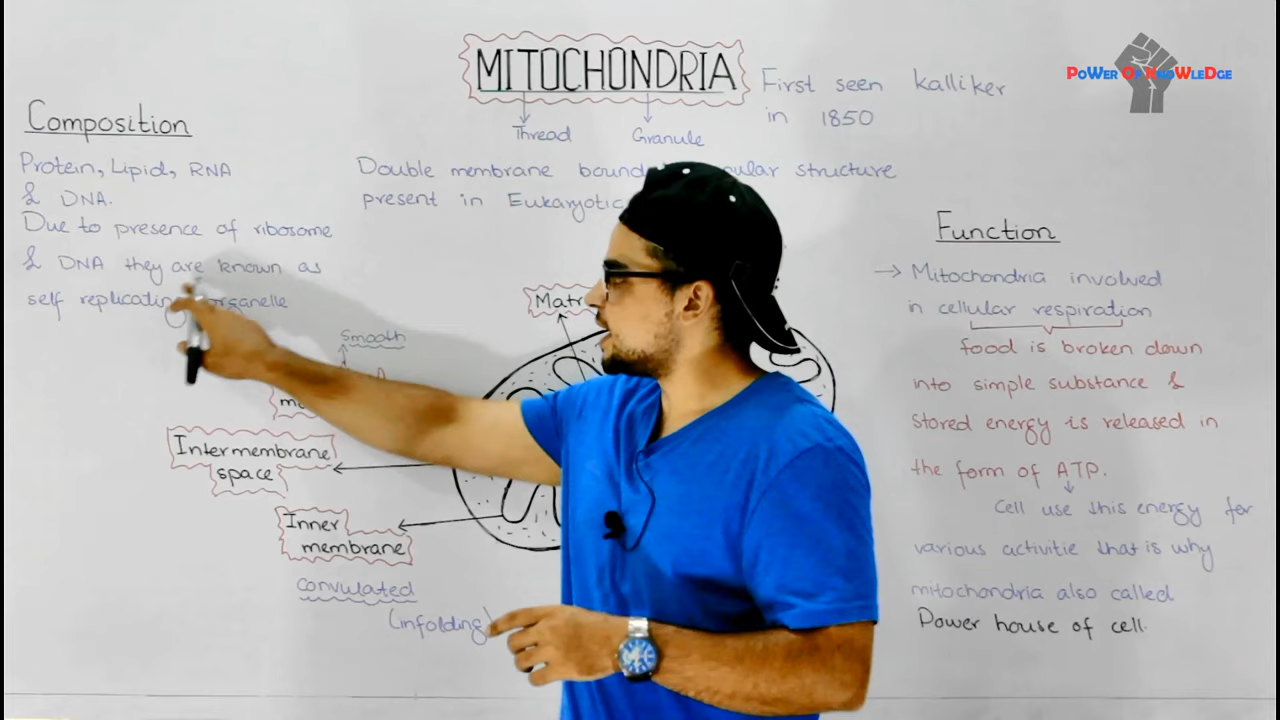 MITOCHONDRIA
Thread
Granule
First seen kalliker
in 1850
PoWer Of KnoWleDge
Composition
Protein, Lipid, RNA
& DNA.
Due to presence of ribosome
& DNA they are known as
self replicating organelle
Double membrane structure
present in Eukaryotic
Smooth
Intermembrane
space
Inner
membrane
convulated
(infolding)
Function
→ Mitochondria involved
in cellular respiration
food is broken down
into simple substance &
stored energy is released in
the form of ATP.
Cell use this energy for
various activitie that is why
mitochondria also called
Power house of cell.